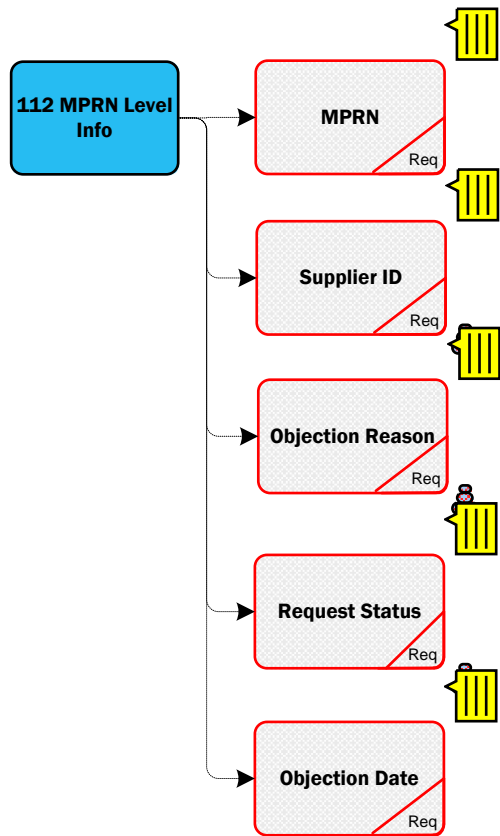 112 MPRN Level
Info
MPRN
Req
Supplier ID
Req
Objection Reason
Req
Request Status
Req
Objection Date
Req